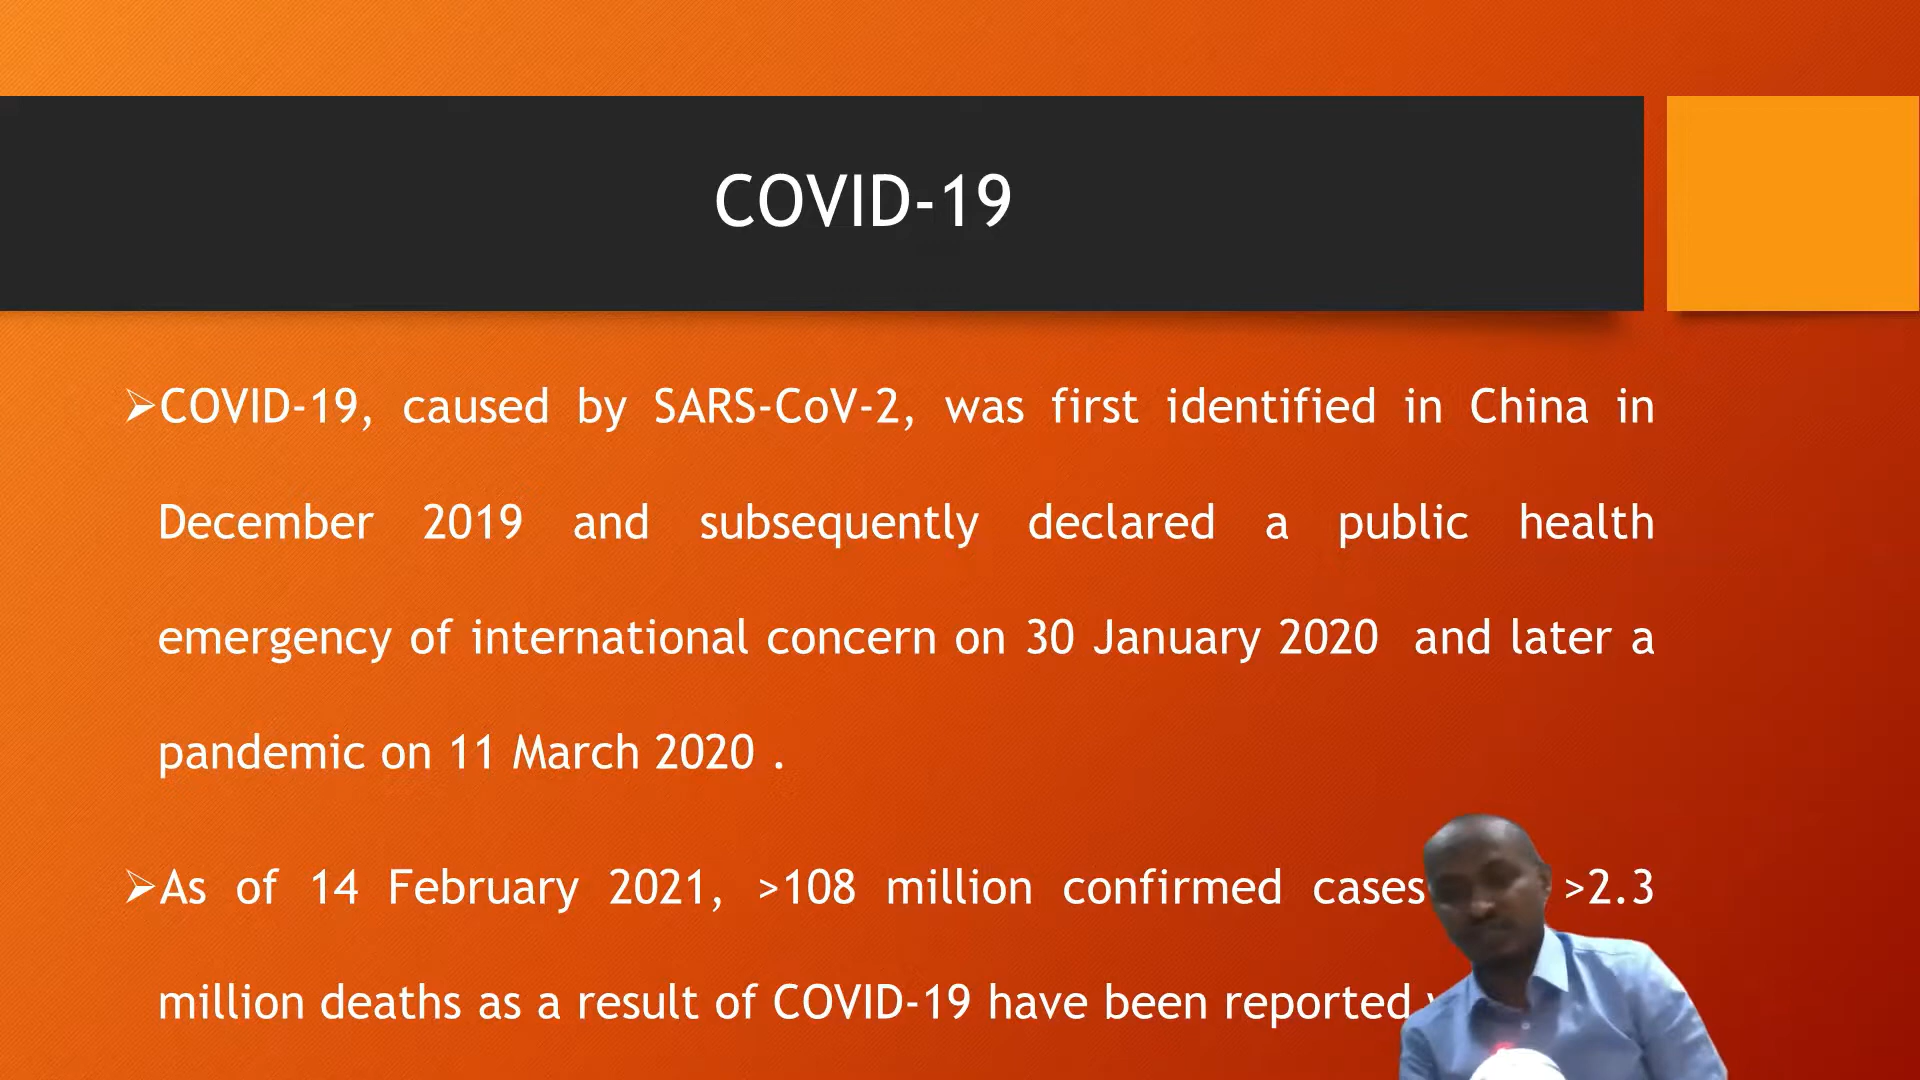 COVID-19
➢COVID-19, caused by SARS-CoV-2, was first identified in China in
December 2019 and subsequently declared a public health
emergency of international concern on 30 January 2020 and later a
pandemic on 11 March 2020 .
➢As of 14 February 2021, >108 million confirmed cases >2.3
million deaths as a result of COVID-19 have been reported